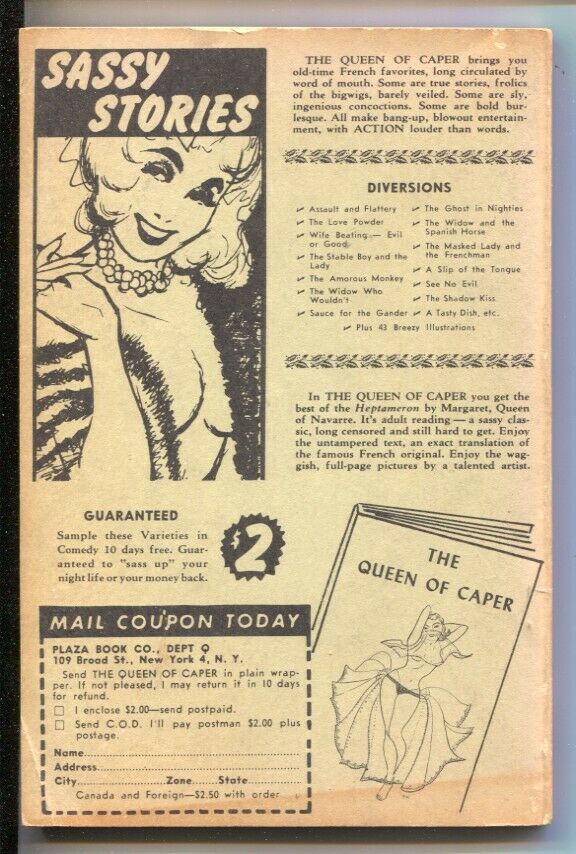 SASSY
STORIES
THE QUEEN OF CAPER brings you
old-time French favorites, long circulated by
word of mouth. Some are true stories, frolics
of the bigwigs, barely veiled. Some are sly,
ingenious concoctions. Some are bold bur-
lesque. All make bang-up, blowout entertain-
ment, with ACTION louder than words.
DIVERSIONS
Assault and Flattery
The Love Powder
Wife Beating — Evil
or Good
The Stable Boy and the
Lady
The Amorous Monkey
The Widow Who
Wouldn't
Sauce for the Gander
The Ghost in Nighties
The Widow and the
Spanish Horse
The Masked Lady and
the Frenchman
A Slip of the Tongue
See No Evil
The Shadow Kiss
A Tasty Dish, etc.
Plus 43 Breezy Illustrations
In THE QUEEN OF CAPER you get the
best of the Heptameron by Margaret, Queen
of Navarre. It's adult reading — a sassy clas-
sic, long censored and still hard to get. Enjoy
the untampered text, an exact translation of
the famous French original. Enjoy the wag-
gish, full-page pictures by a talented artist.
GUARANTEED
Sample these Varieties in
Comedy 10 days free. Guar-
anteed to "sass up" your
night life or your money back.
$2
MAIL COUPON TODAY
PLAZA BOOK CO., DEPT Q
109 Broad St., New York 4, N. Y.
Send THE QUEEN OF CAPER in plain wrap-
per. If not pleased, I may return it in 10 days
for refund.
I enclose $2.00—send postpaid.
Send C.O.D. I'll pay postman $2.00 plus
postage.
Name
Address
City Zone State
Canada and Foreign—$2.50 with order
THE
QUEEN OF CAPER